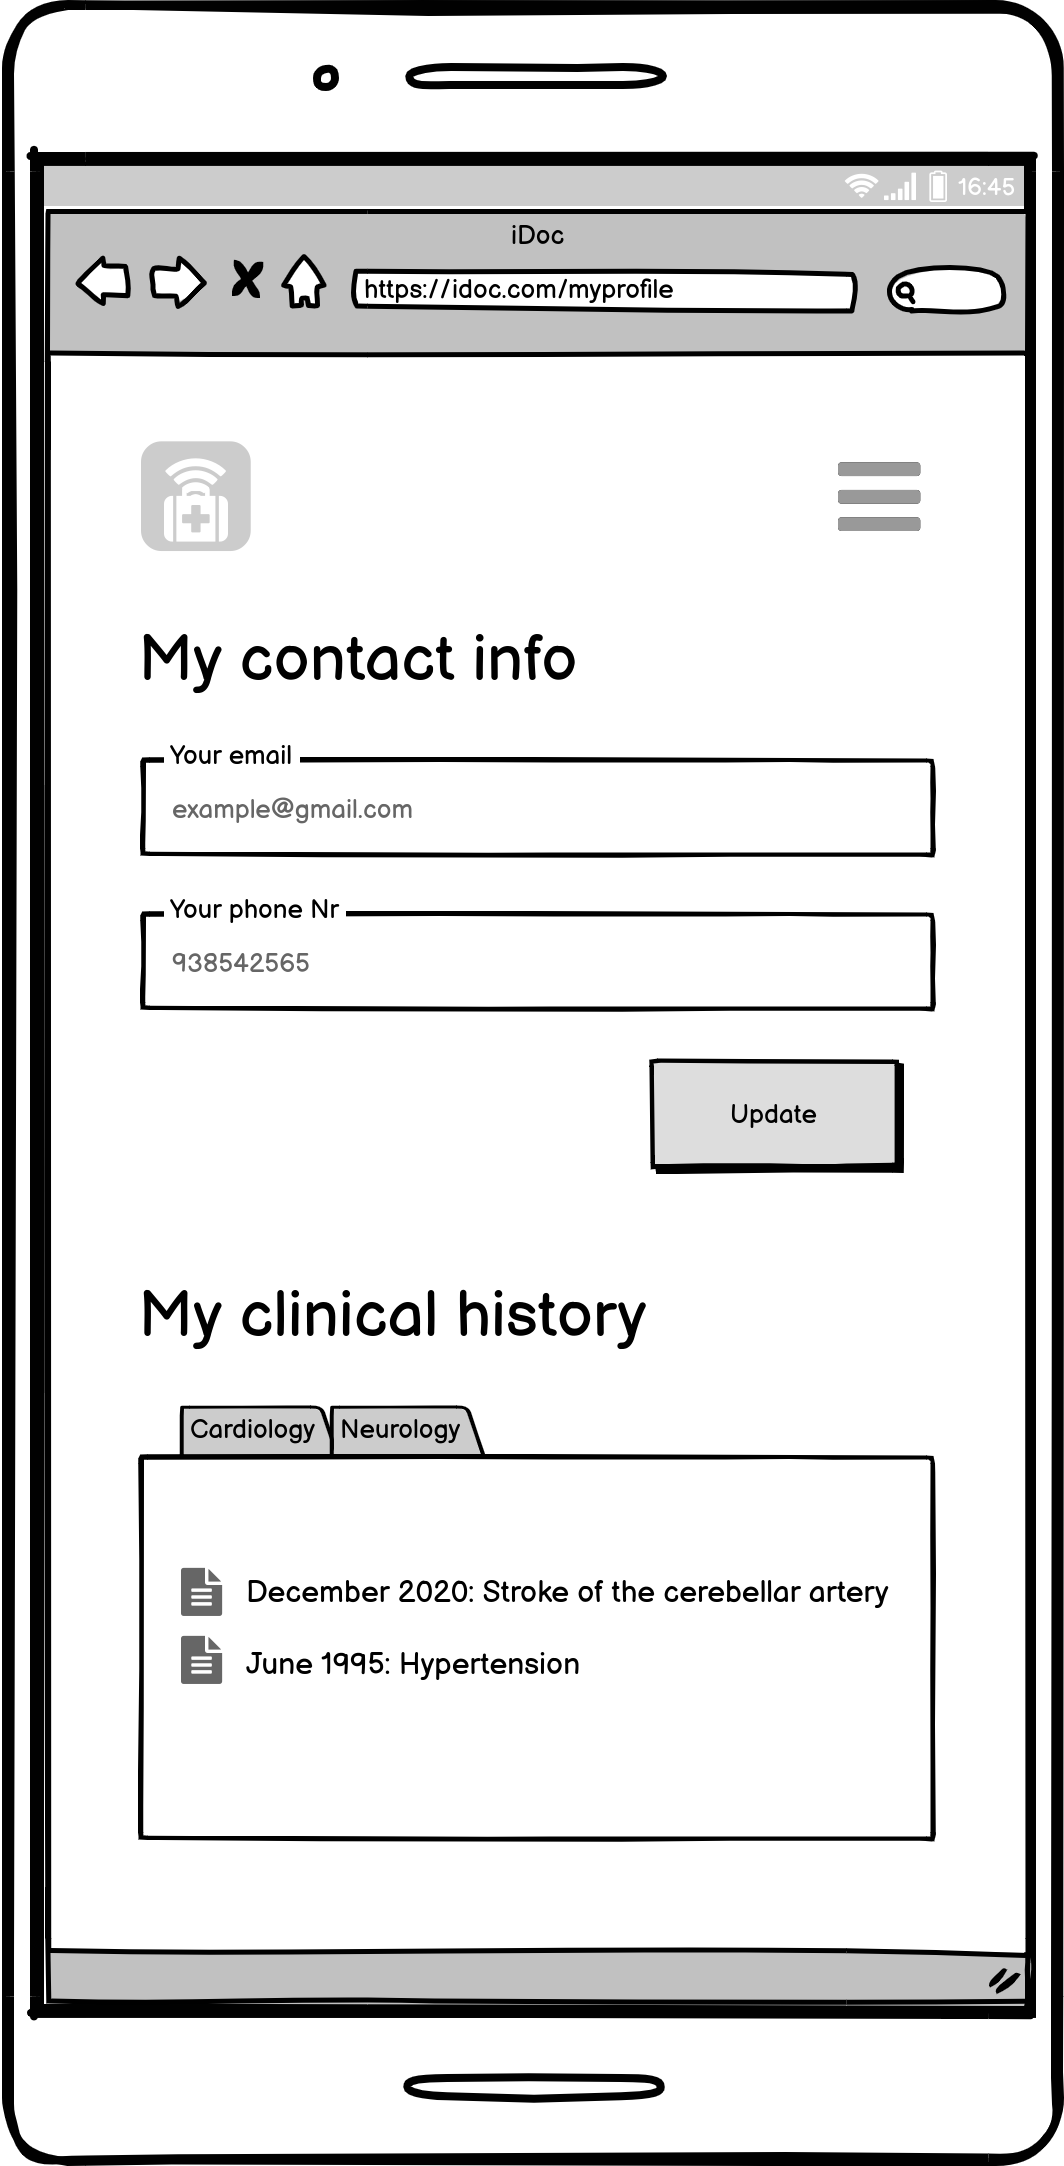 16:45
iDoc
https://idoc.com/myprofile
My contact info
Your email
example@gmail.com
Your phone Nr
938542565
Update
My clinical history
Cardiology Neurology
December 2020: Stroke of the cerebellar artery
June 1995: Hypertension